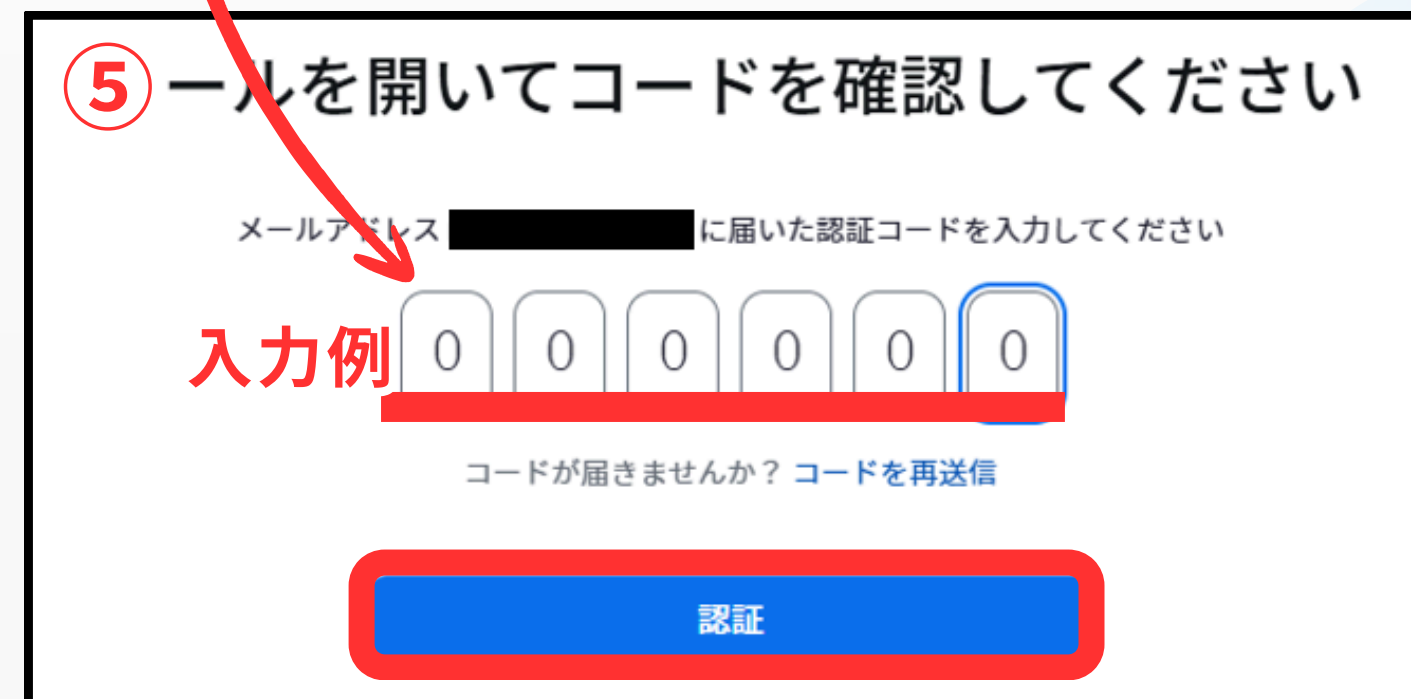 ⑤ールを開いてコードを確認してください
メールアドレス に届いた認証コードを入力してください
入力例 0 0 0 0 0 0
コードが届きませんか？ コードを再送信
認証